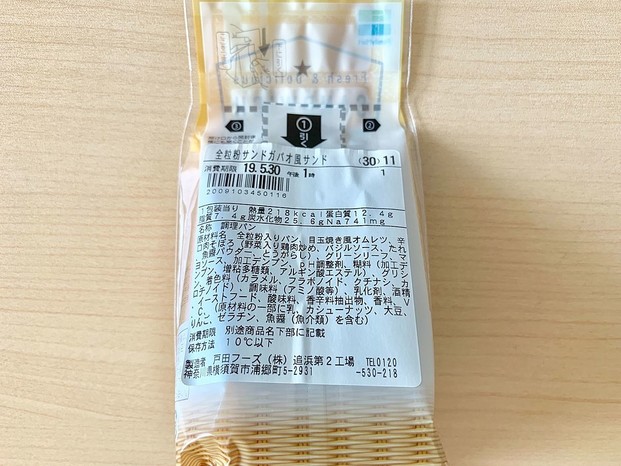 ③
①
②
引く
全粒粉サンドガパオ風サンド (30) 11
消費期限 19.5.30 午後 1時 1
2009103450116
1包装当り 熱量218kcal蛋白質12.4g
脂質7.4g炭水化物25.6gNa741mg
名称 調理パン
原材料名 全粒粉入りパン、目玉焼き風オムレツ、辛
口肉そぼろ（野菜入り鶏肉炒め、バジルソース、たれ
、魚醤パウダー、とうがらし）、グリーンリーフ、マ
ヨソース、加工デンプン、pH調整剤、糊料（加工デ
ンプン、増粘多糖類、アルギン酸エステル）、グリシ
ン、着色料（カラメル、フラボノイド、クチナシ、カ
ロチノイド）、調味料（アミノ酸等）、乳化剤、酒精
、イーストフード、酸味料、香辛料抽出物、香料、V
.C、（原材料の一部に乳、カシューナッツ、大豆、
りんご、ゼラチン、魚醤（魚介類）を含む）
消費期限 別途商品名下部に記載
保存方法 10℃以下
製造者 戸田フーズ（株）追浜第2工場 TEL0120
神奈川県横須賀市浦郷町5-2931 -530-218